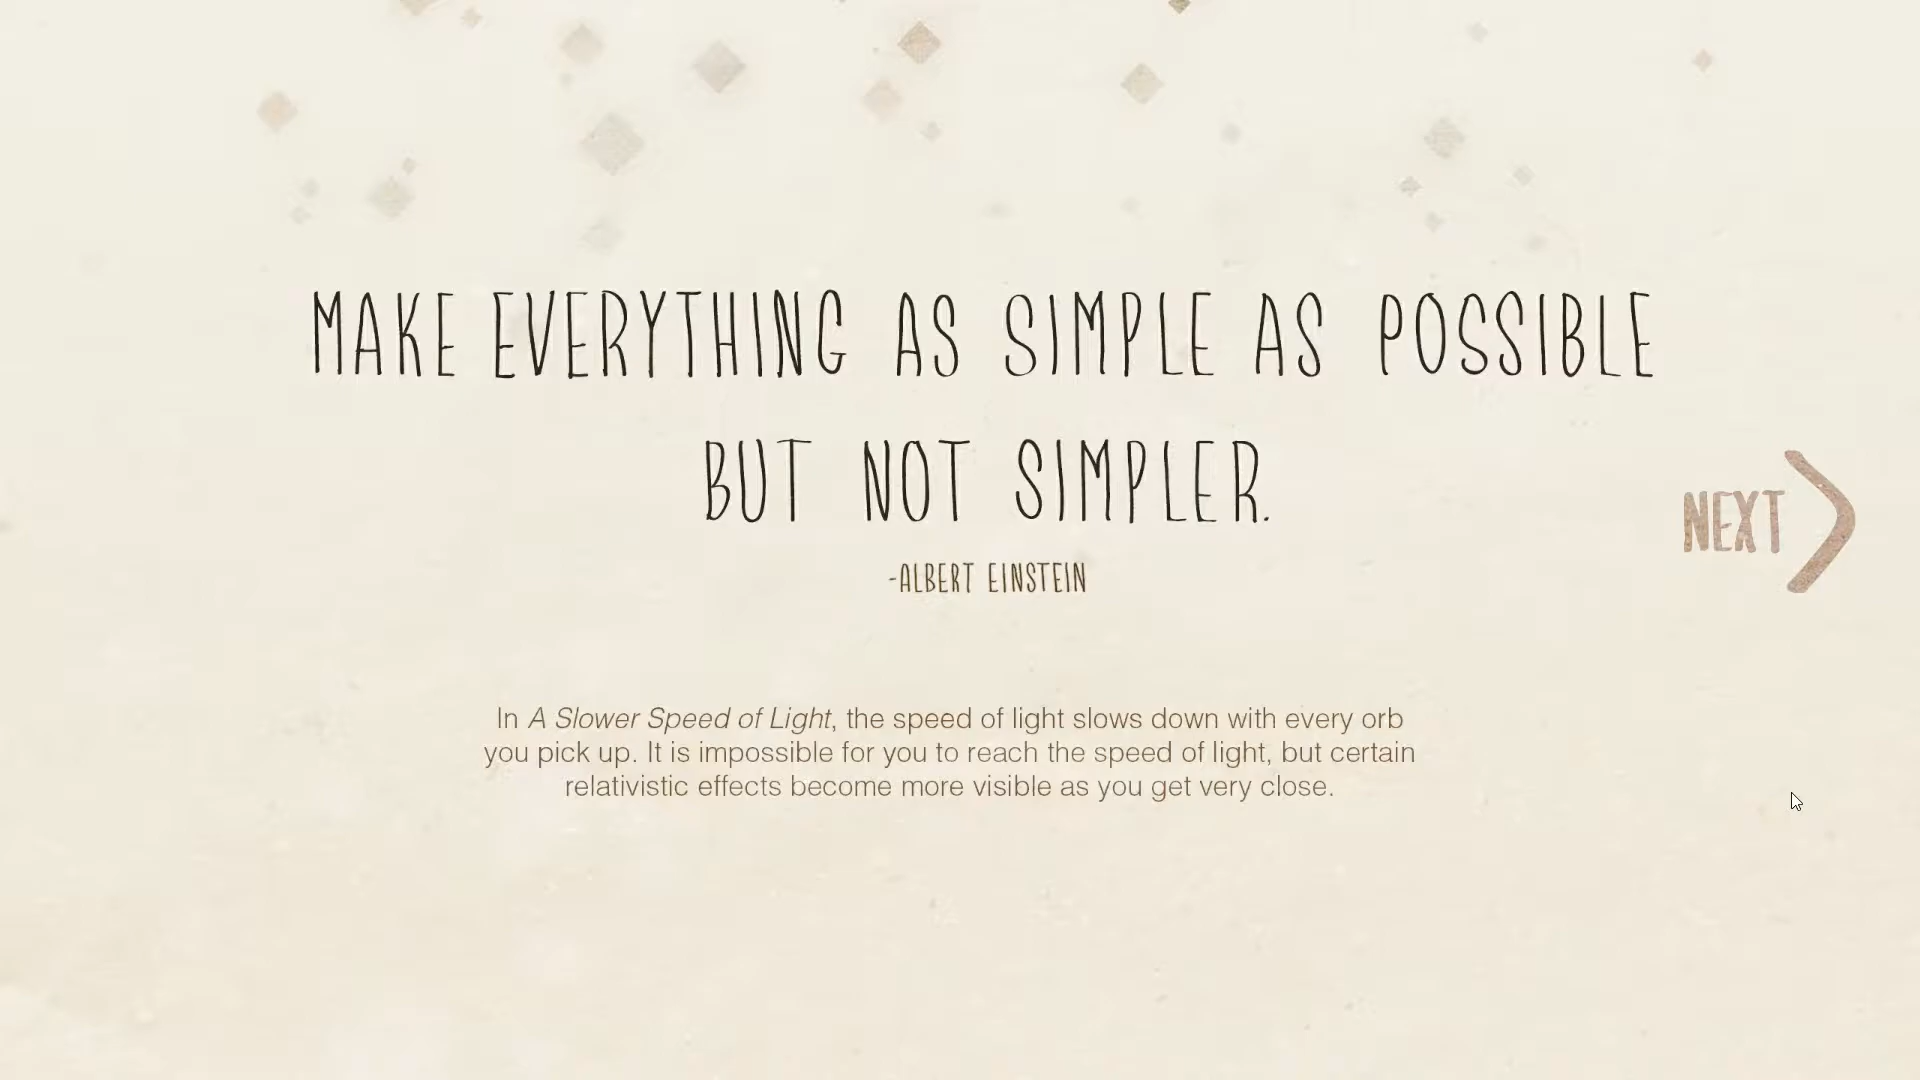 MAKE EVERYTHING AS SIMPLE AS POSSIBLE
BUT NOT SIMPLER.
-ALBERT EINSTEIN
NEXT
In A Slower Speed of Light, the speed of light slows down with every orb
you pick up. It is impossible for you to reach the speed of light, but certain
relativistic effects become more visible as you get very close.